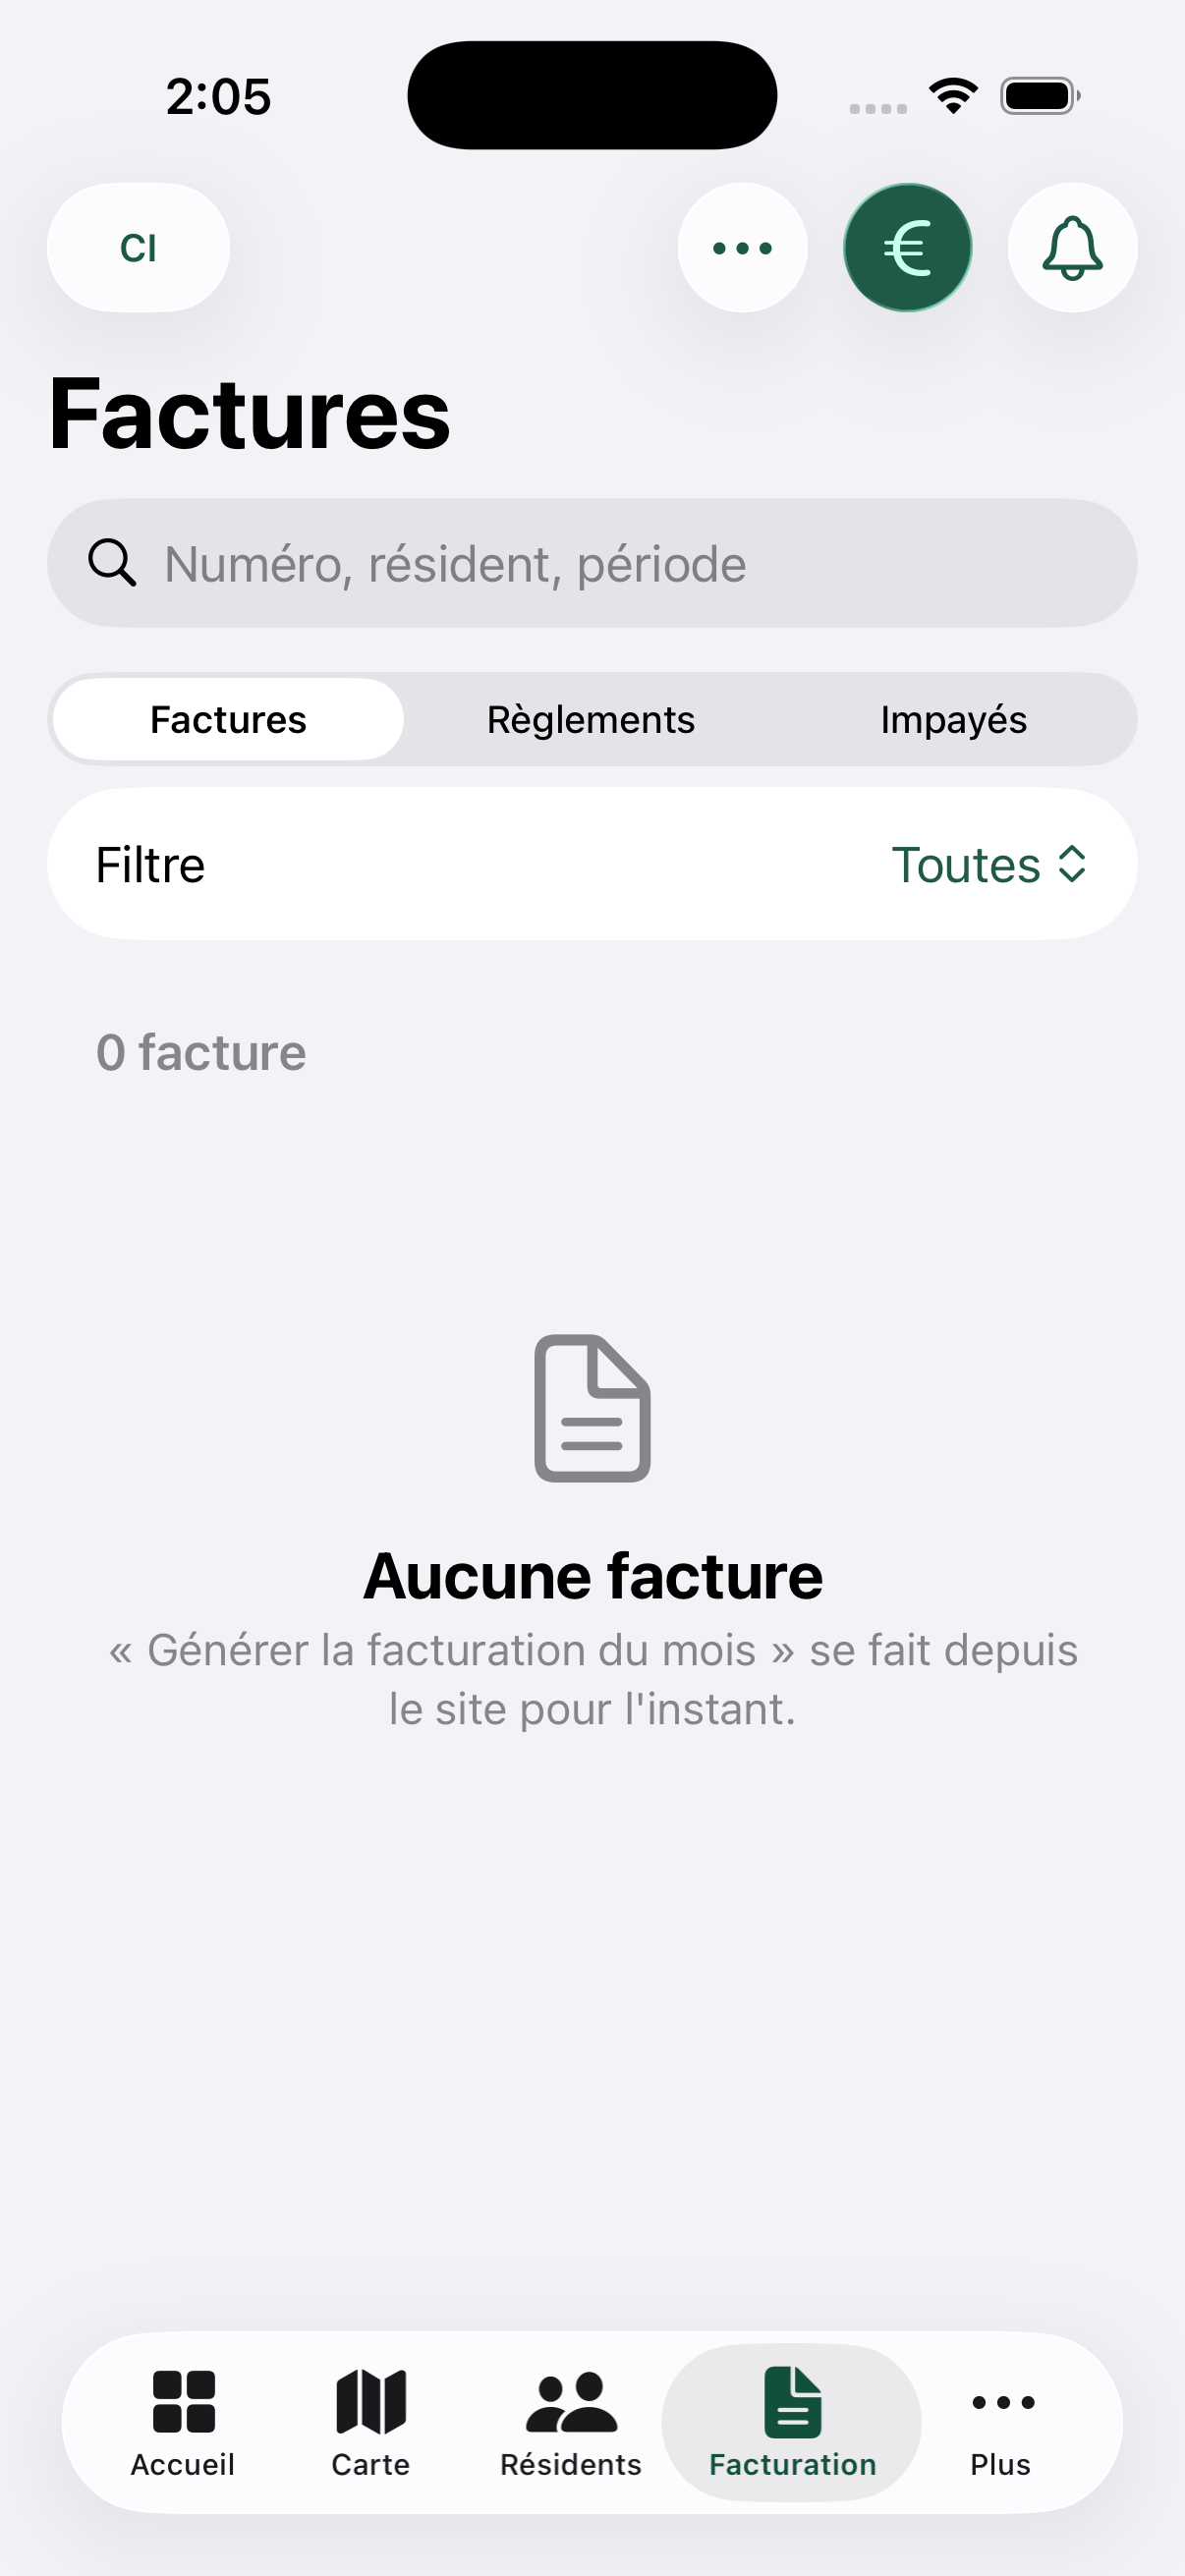 2:05
CI
€
Factures
Numéro, résident, période
Factures
Règlements
Impayés
Filtre
Toutes
0 facture
Aucune facture
« Générer la facturation du mois » se fait depuis
le site pour l'instant.
Accueil
Carte
Résidents
Facturation
Plus